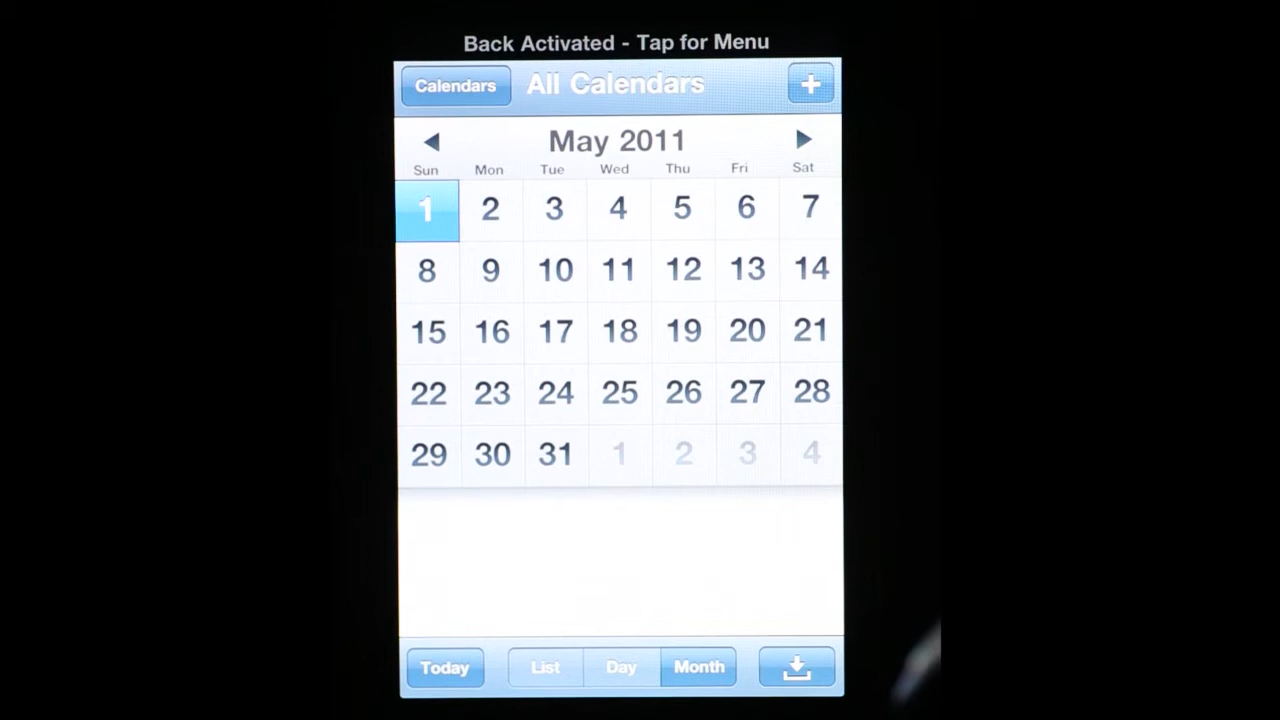 Back Activated - Tap for Menu
Calendars All Calendars +
May 2011
Sun Mon Tue Wed Thu Fri Sat
1 2 3 4 5 6 7
8 9 10 11 12 13 14
15 16 17 18 19 20 21
22 23 24 25 26 27 28
29 30 31 1 2 3 4
Today List Day Month